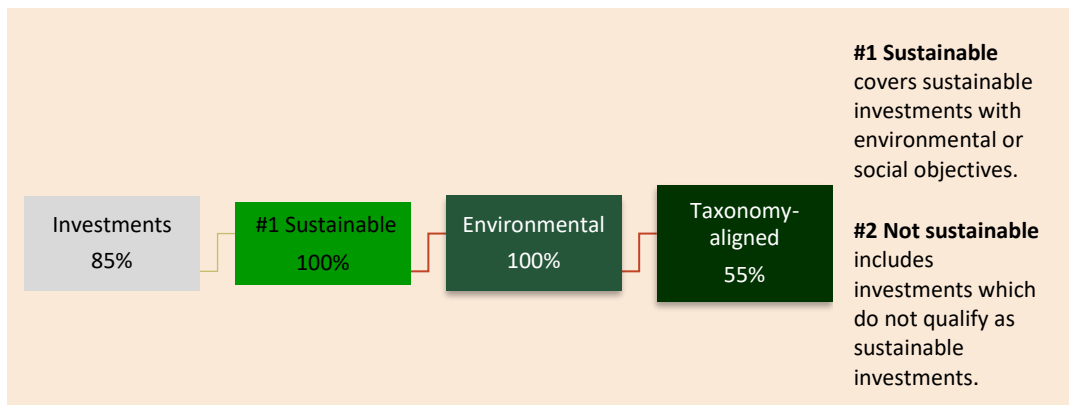 Investments
85%
#1 Sustainable
100%
Environmental
100%
Taxonomy-
aligned
55%
#1 Sustainable
covers sustainable
investments with
environmental or
social objectives.
#2 Not sustainable
includes
investments which
do not qualify as
sustainable
investments.